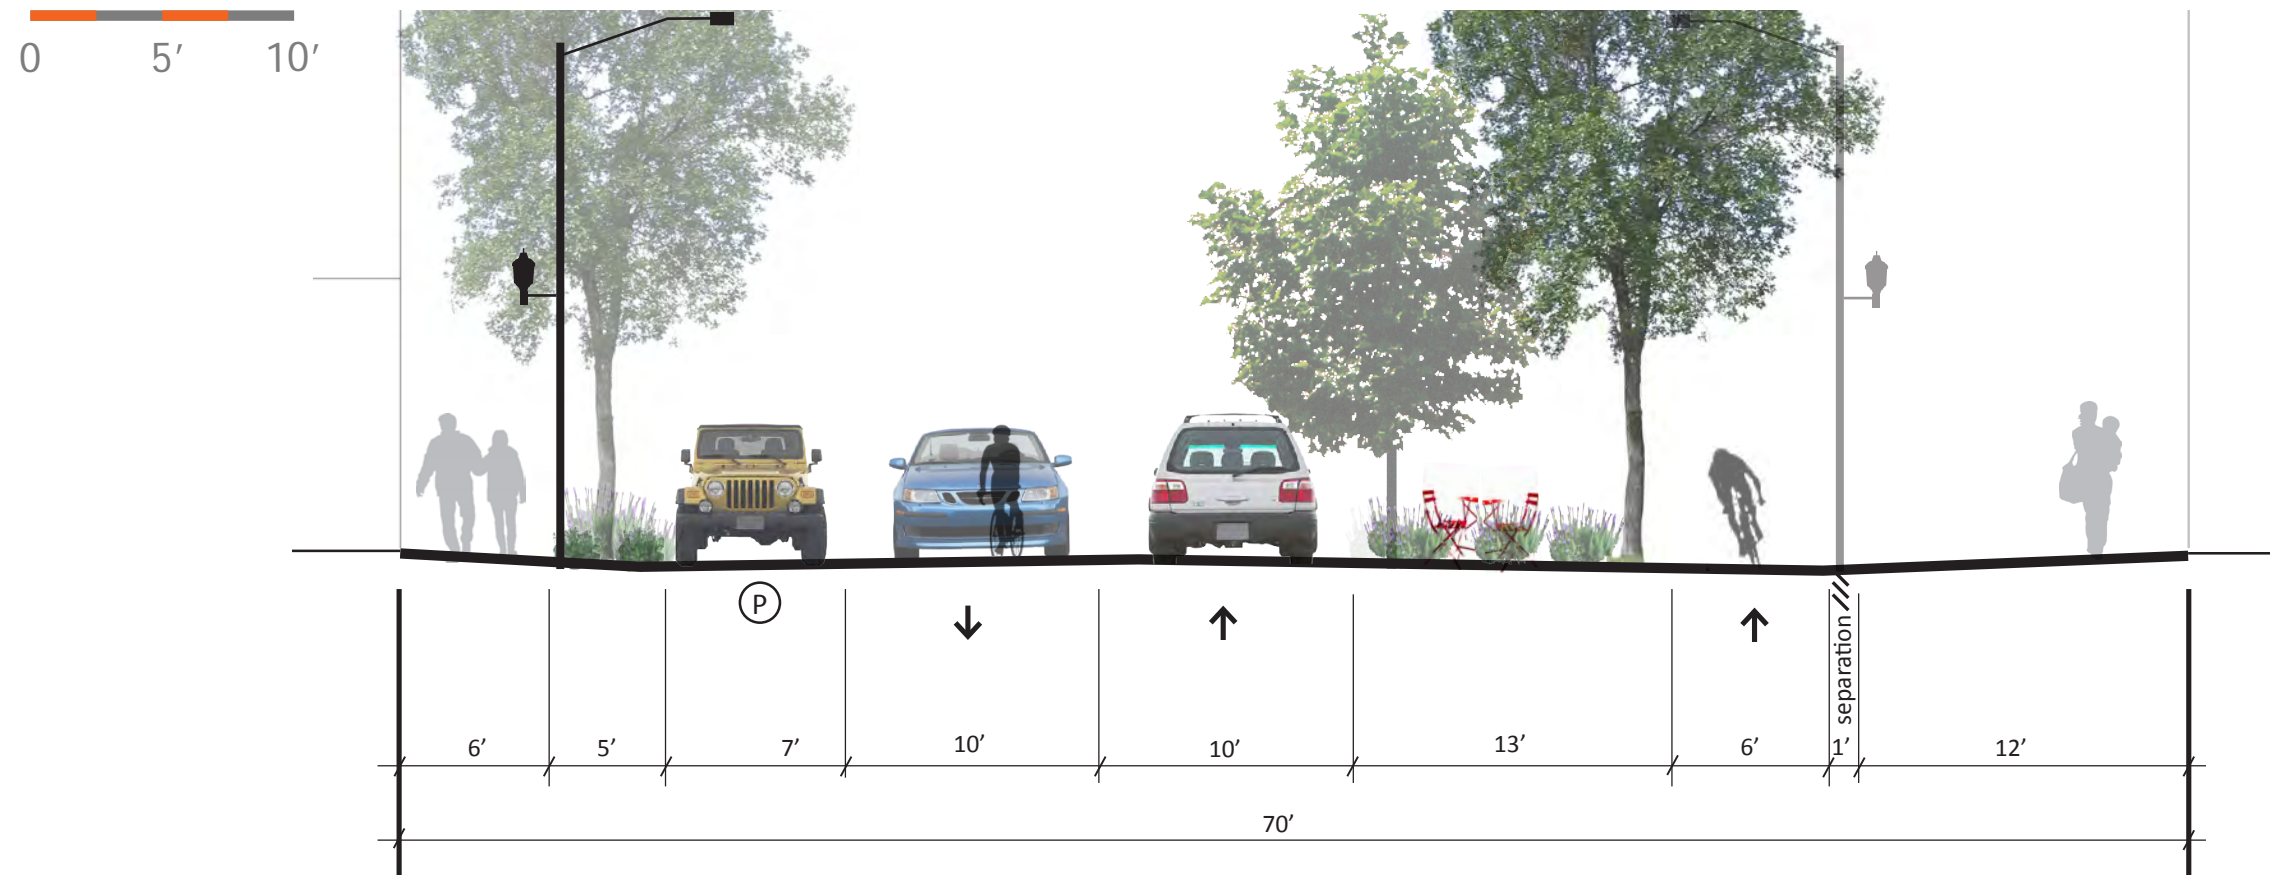 0 5′ 10′
P
separation
6′ 5′ 7′ 10′ 10′ 13′ 6′ 1′ 12′
70′